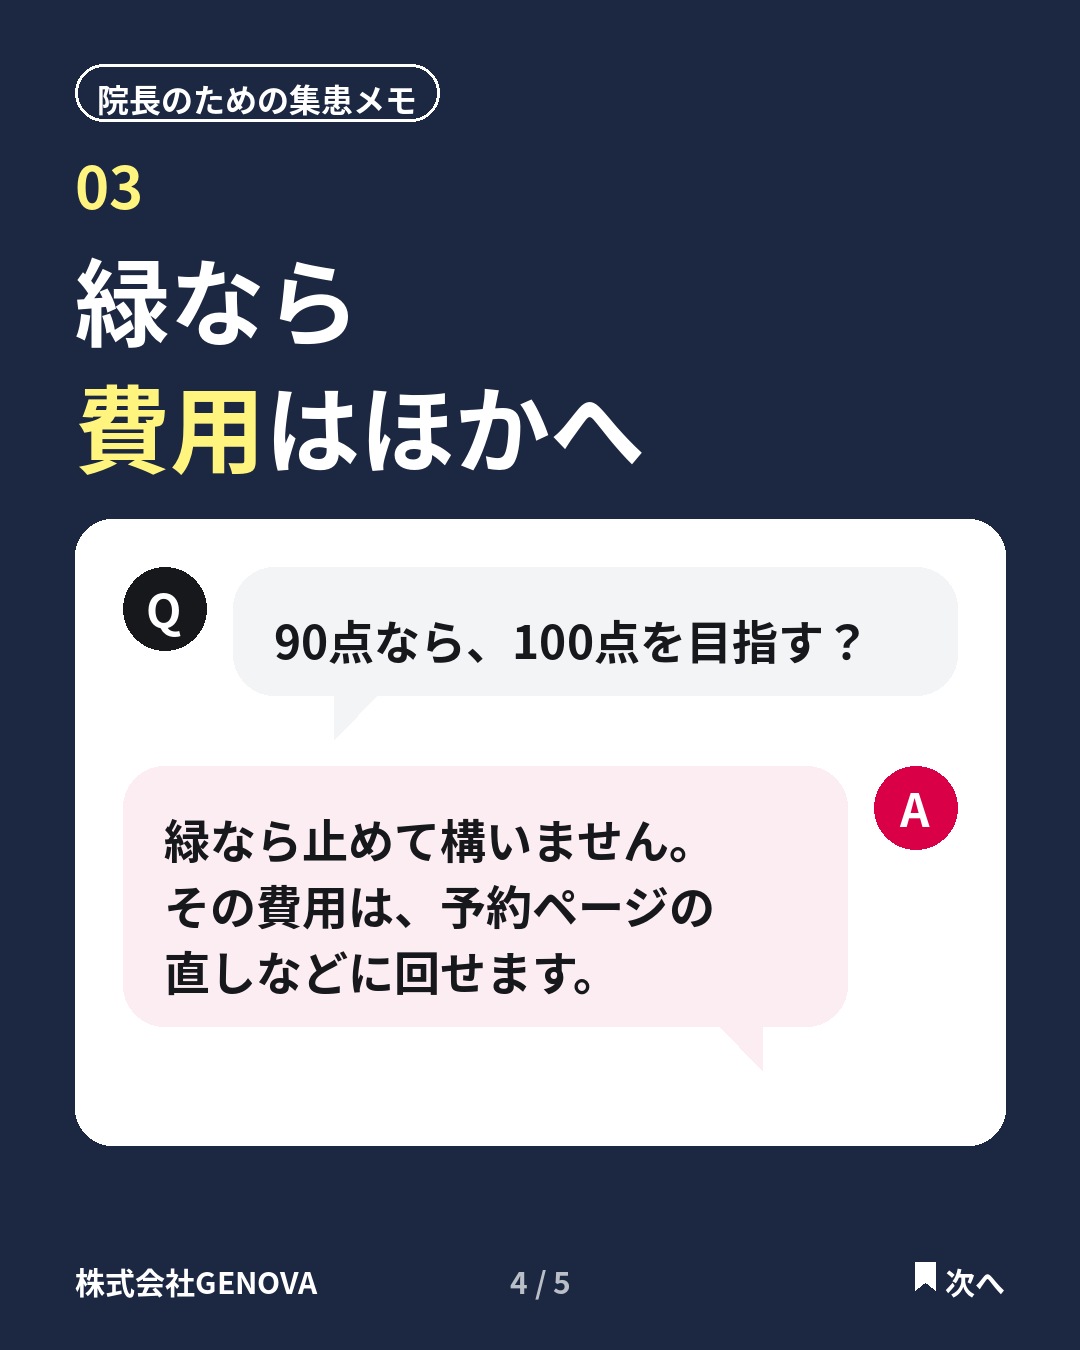 院長のための集患メモ
03
緑なら
費用はほかへ
Q
90点なら、100点を目指す？
A
緑なら止めて構いません。
その費用は、予約ページの
直しなどに回せます。
株式会社GENOVA
4 / 5
次へ